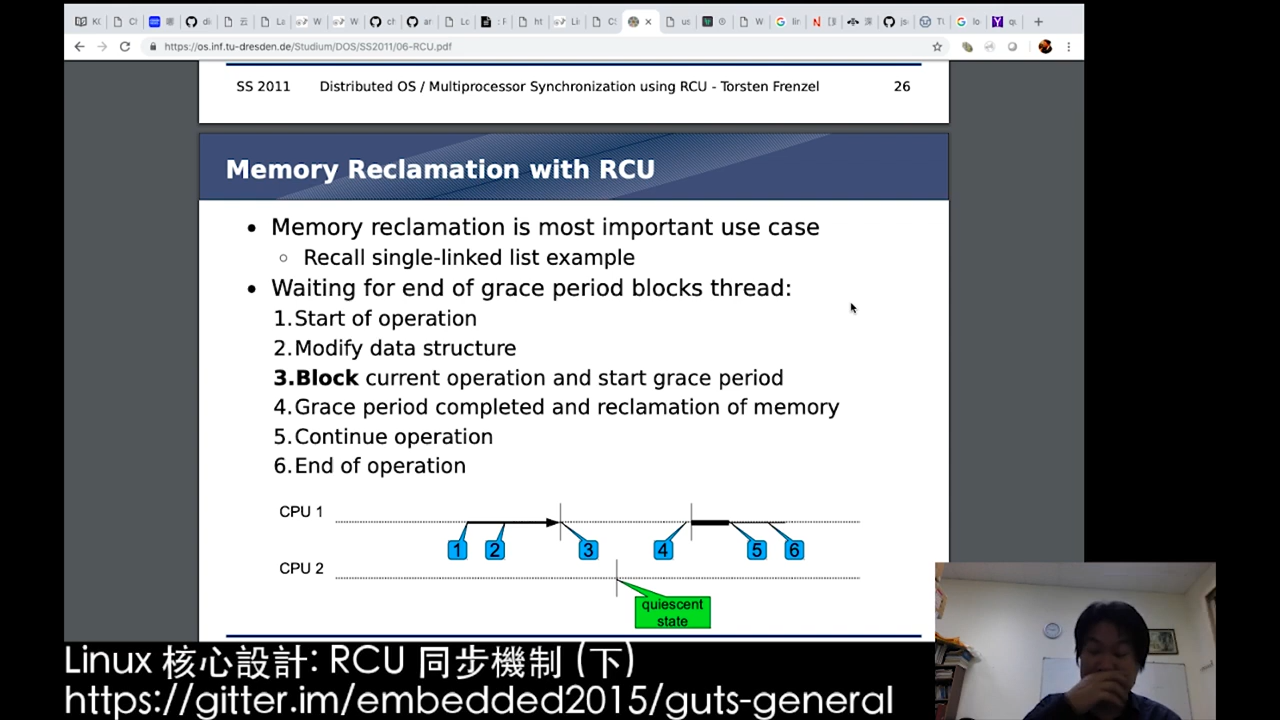 https://os.inf.tu-dresden.de/Studium/DOS/SS2011/06-RCU.pdf
SS 2011 Distributed OS / Multiprocessor Synchronization using RCU - Torsten Frenzel 26
Memory Reclamation with RCU
• Memory reclamation is most important use case
○ Recall single-linked list example
• Waiting for end of grace period blocks thread:
1.Start of operation
2.Modify data structure
3.Block current operation and start grace period
4.Grace period completed and reclamation of memory
5.Continue operation
6.End of operation
CPU 1
1 2 3 4 5 6
CPU 2
quiescent
state
Linux 核心設計: RCU 同步機制 (下)
https://gitter.im/embedded2015/guts-general